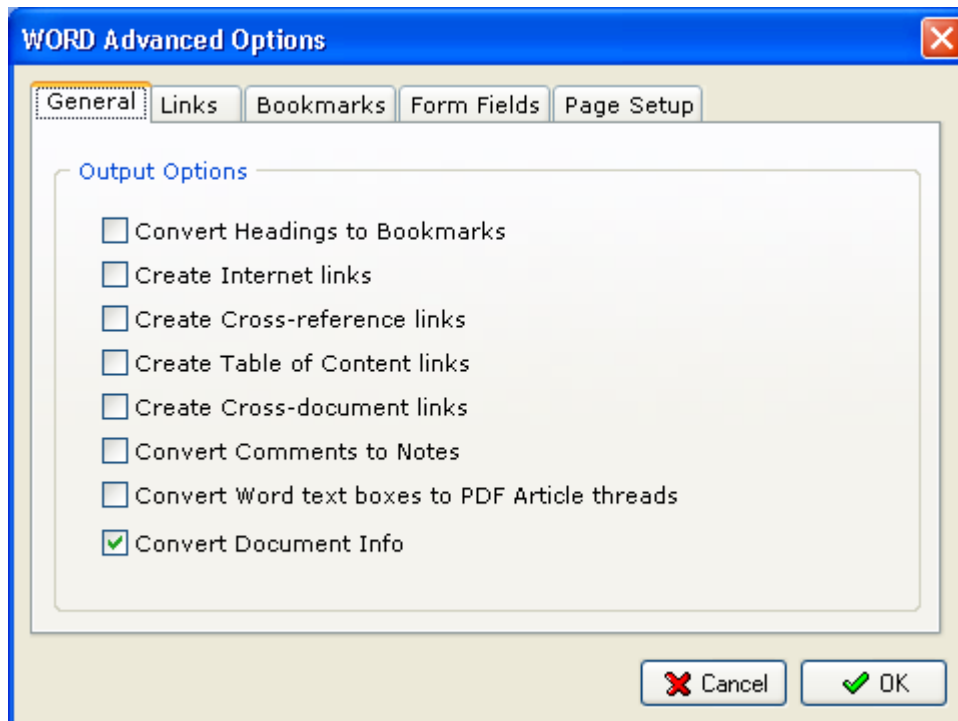 WORD Advanced Options
General Links Bookmarks Form Fields Page Setup
Output Options
Convert Headings to Bookmarks
Create Internet links
Create Cross-reference links
Create Table of Content links
Create Cross-document links
Convert Comments to Notes
Convert Word text boxes to PDF Article threads
Convert Document Info
Cancel OK